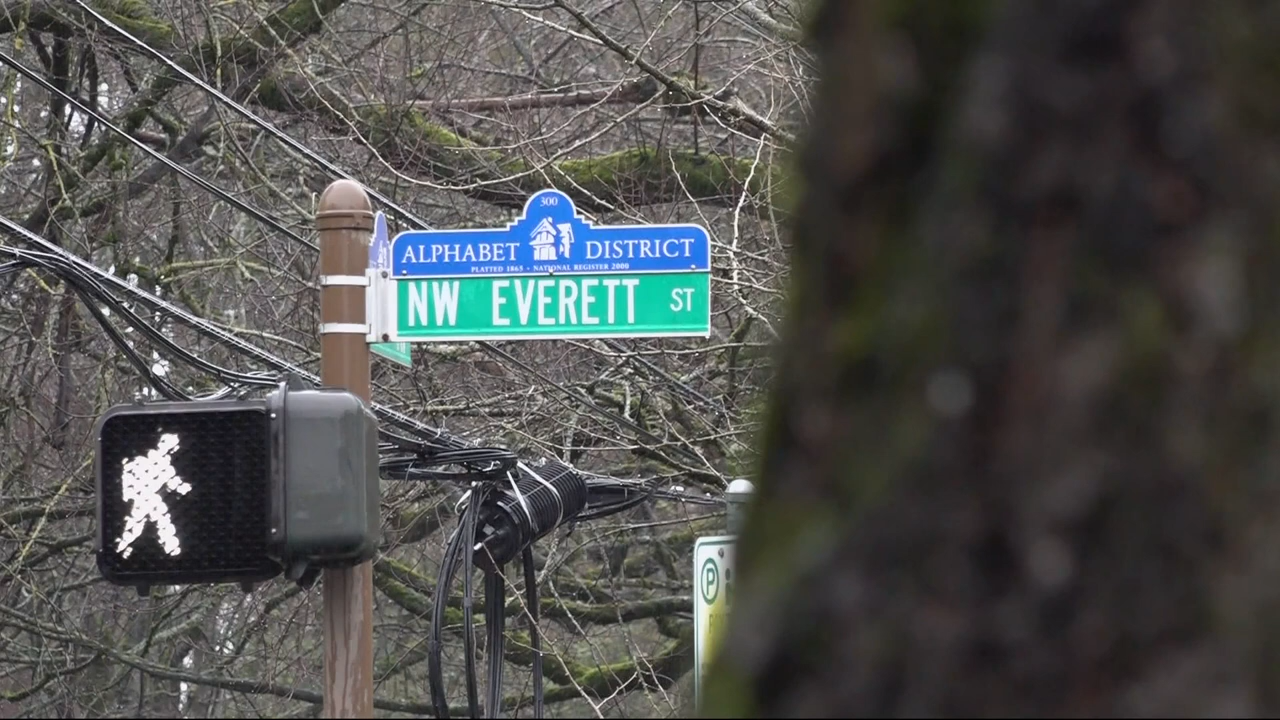 300
ALPHABET DISTRICT
PLATTED 1865 · NATIONAL REGISTER 2000
NW EVERETT ST
P